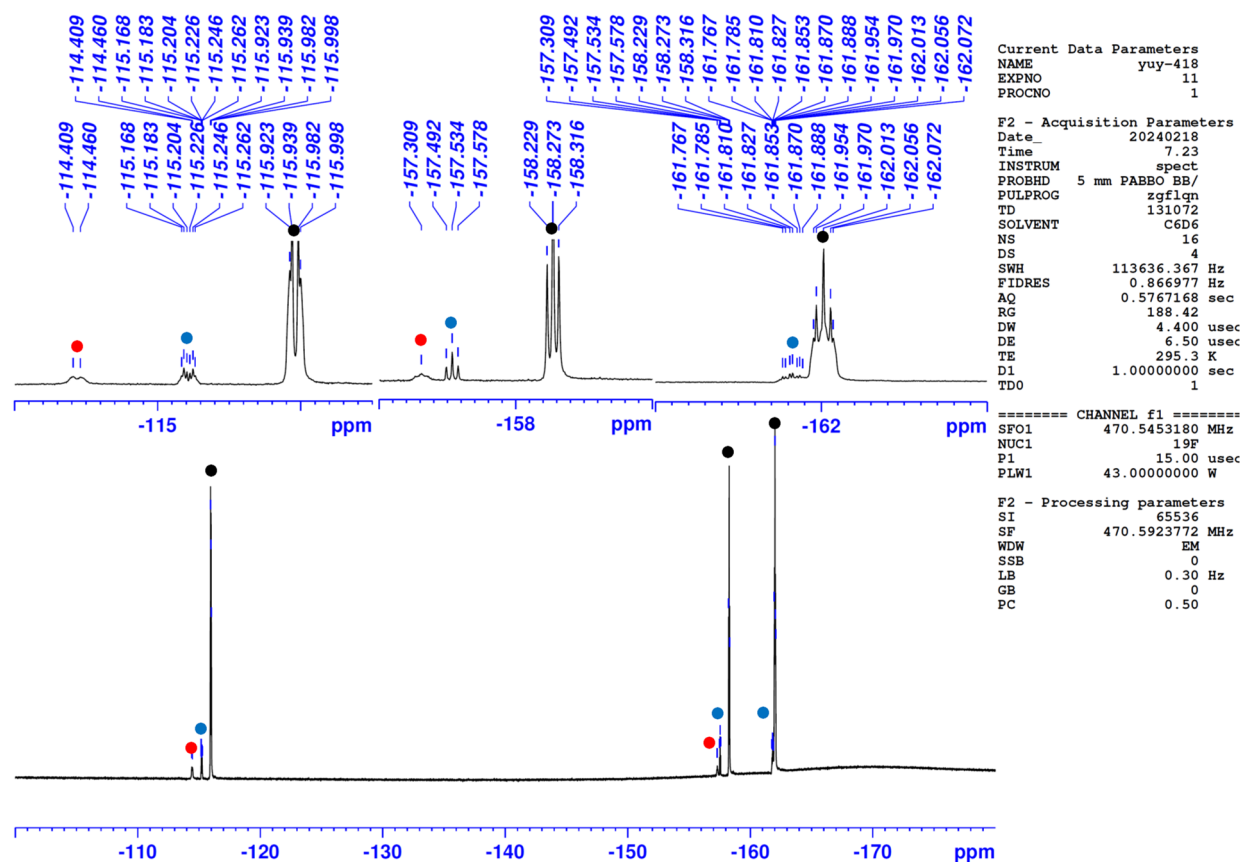 -114.409
-114.460
-115.168
-115.183
-115.204
-115.226
-115.246
-115.262
-115.923
-115.939
-115.982
-115.998
-157.309
-157.492
-157.534
-157.578
-158.229
-158.273
-158.316
-161.767
-161.785
-161.810
-161.827
-161.853
-161.870
-161.888
-161.954
-161.970
-162.013
-162.056
-162.072
-114.409
-114.460
-115.168
-115.183
-115.204
-115.226
-115.246
-115.262
-115.923
-115.939
-115.982
-115.998
-157.309
-157.492
-157.534
-157.578
-158.229
-158.273
-158.316
-161.767
-161.785
-161.810
-161.827
-161.853
-161.870
-161.888
-161.954
-161.970
-162.013
-162.056
-162.072
-115 ppm
-158 ppm
-162 ppm
-110 -120 -130 -140 -150 -160 -170 ppm
Current Data Parameters
NAME yuy-418
EXPNO 11
PROCNO 1
F2 - Acquisition Parameters
Date_ 20240218
Time 7.23
INSTRUM spect
PROBHD 5 mm PABBO BB/
PULPROG zgflqn
TD 131072
SOLVENT C6D6
NS 16
DS 4
SWH 113636.367 Hz
FIDRES 0.866977 Hz
AQ 0.5767168 sec
RG 188.42
DW 4.400 usec
DE 6.50 usec
TE 295.3 K
D1 1.00000000 sec
TD0 1
======== CHANNEL f1 ========
SFO1 470.5453180 MHz
NUC1 19F
P1 15.00 usec
PLW1 43.00000000 W
F2 - Processing parameters
SI 65536
SF 470.5923772 MHz
WDW EM
SSB 0
LB 0.30 Hz
GB 0
PC 0.50